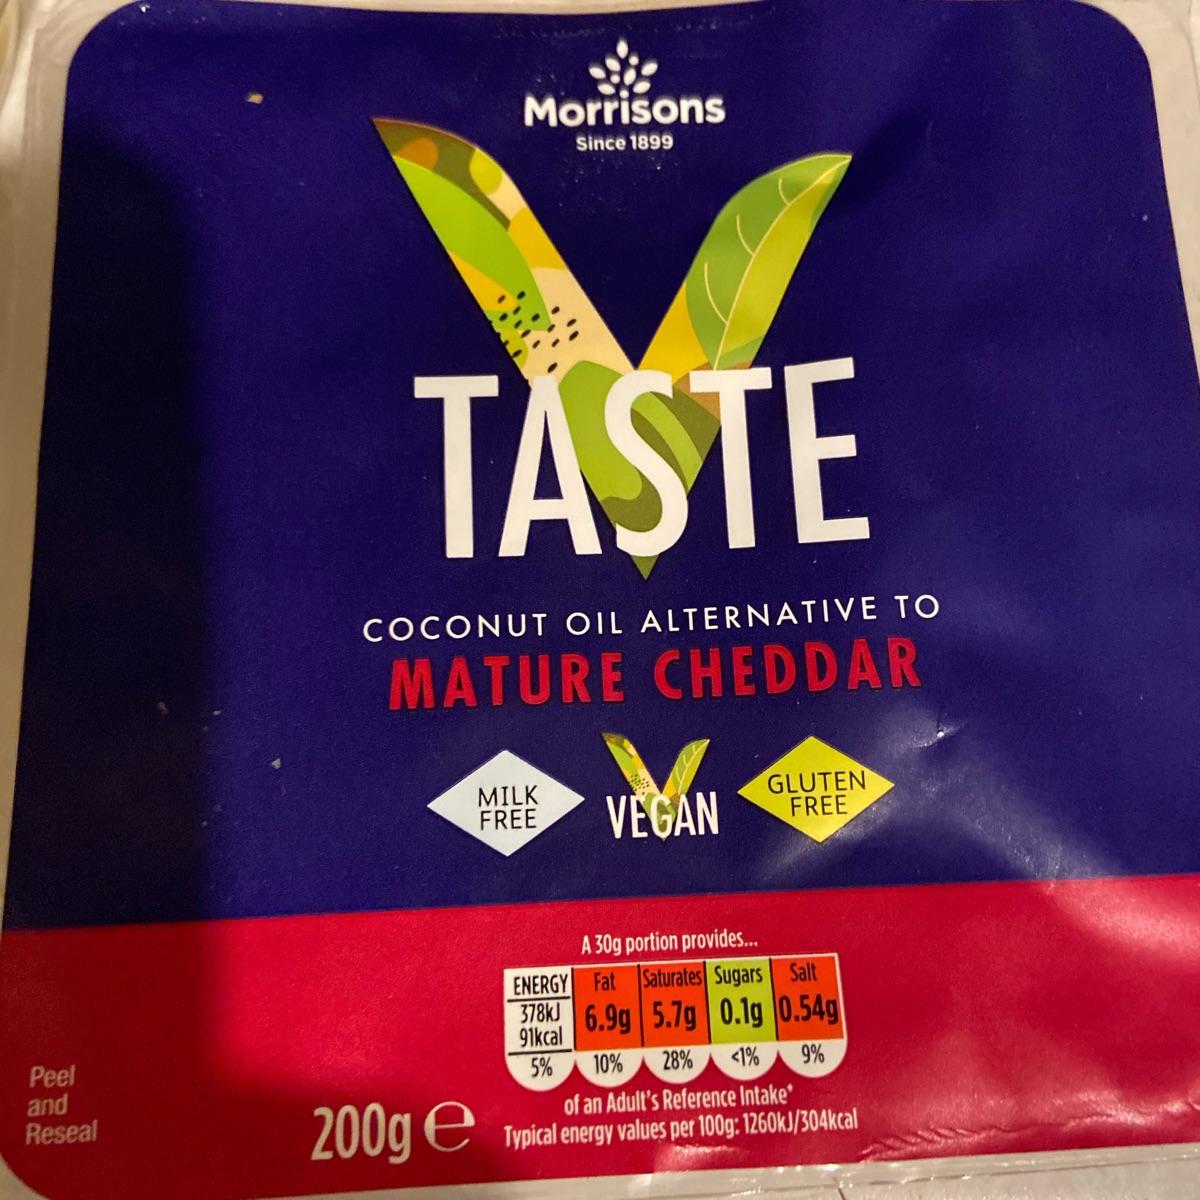 Morrisons
Since 1899
V
TASTE
COCONUT OIL ALTERNATIVE TO
MATURE CHEDDAR
MILK
FREE
VEGAN
GLUTEN
FREE
A 30g portion provides...
ENERGY Fat Saturates Sugars Salt
378kJ
91kcal 6.9g 5.7g 0.1g 0.54g
5% 10% 28% <1% 9%
of an Adult's Reference Intake*
Typical energy values per 100g: 1260kJ/304kcal
Peel
and
Reseal
200g ℮